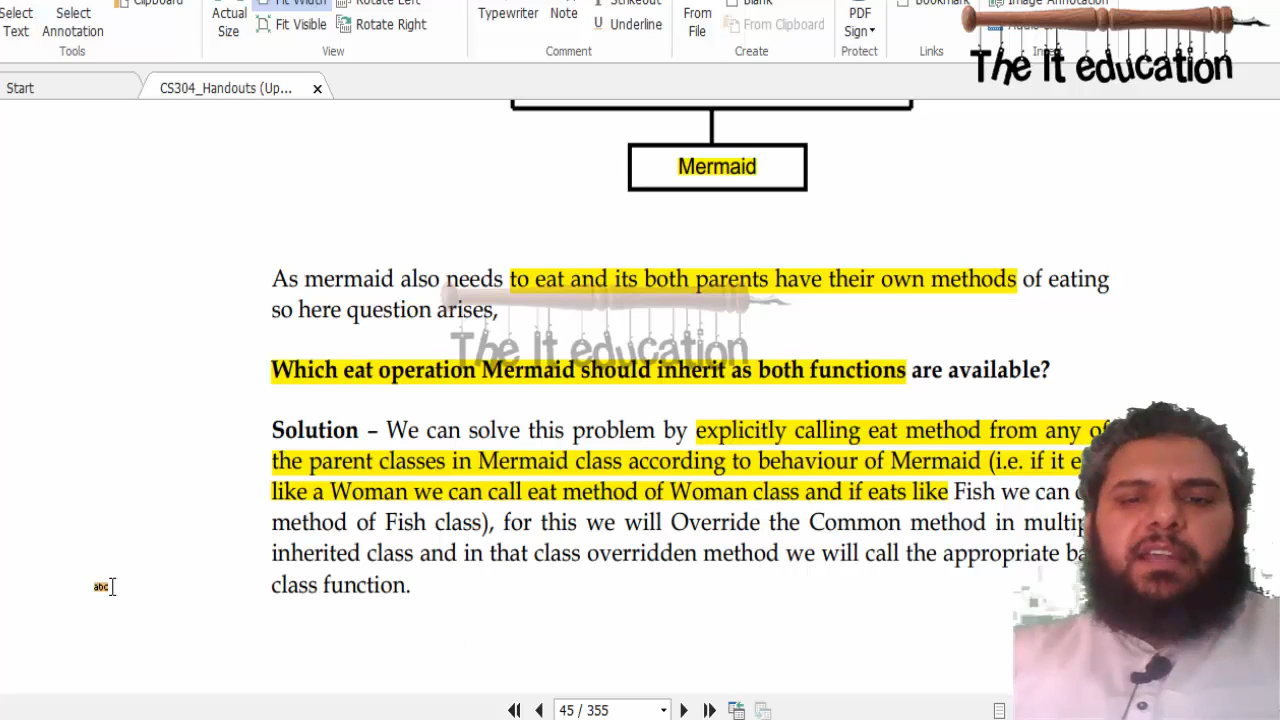 Clipboard
Fit Width
Rotate Left
Strikeout
Blank
Bookmark
Image Annotation
Select Text
Select Annotation
Actual Size
Fit Visible
Rotate Right
Typewriter
Note
Underline
From File
From Clipboard
PDF Sign
Tools
View
Comment
Create
Protect
Links
The It education
Start
CS304_Handouts (Up...
Mermaid
As mermaid also needs to eat and its both parents have their own methods of eating
so here question arises,
The It education
Which eat operation Mermaid should inherit as both functions are available?
Solution – We can solve this problem by explicitly calling eat method from any of
the parent classes in Mermaid class according to behaviour of Mermaid (i.e. if it e
like a Woman we can call eat method of Woman class and if eats like Fish we can
method of Fish class), for this we will Override the Common method in multip
inherited class and in that class overridden method we will call the appropriate ba
class function.
abc
45 / 355